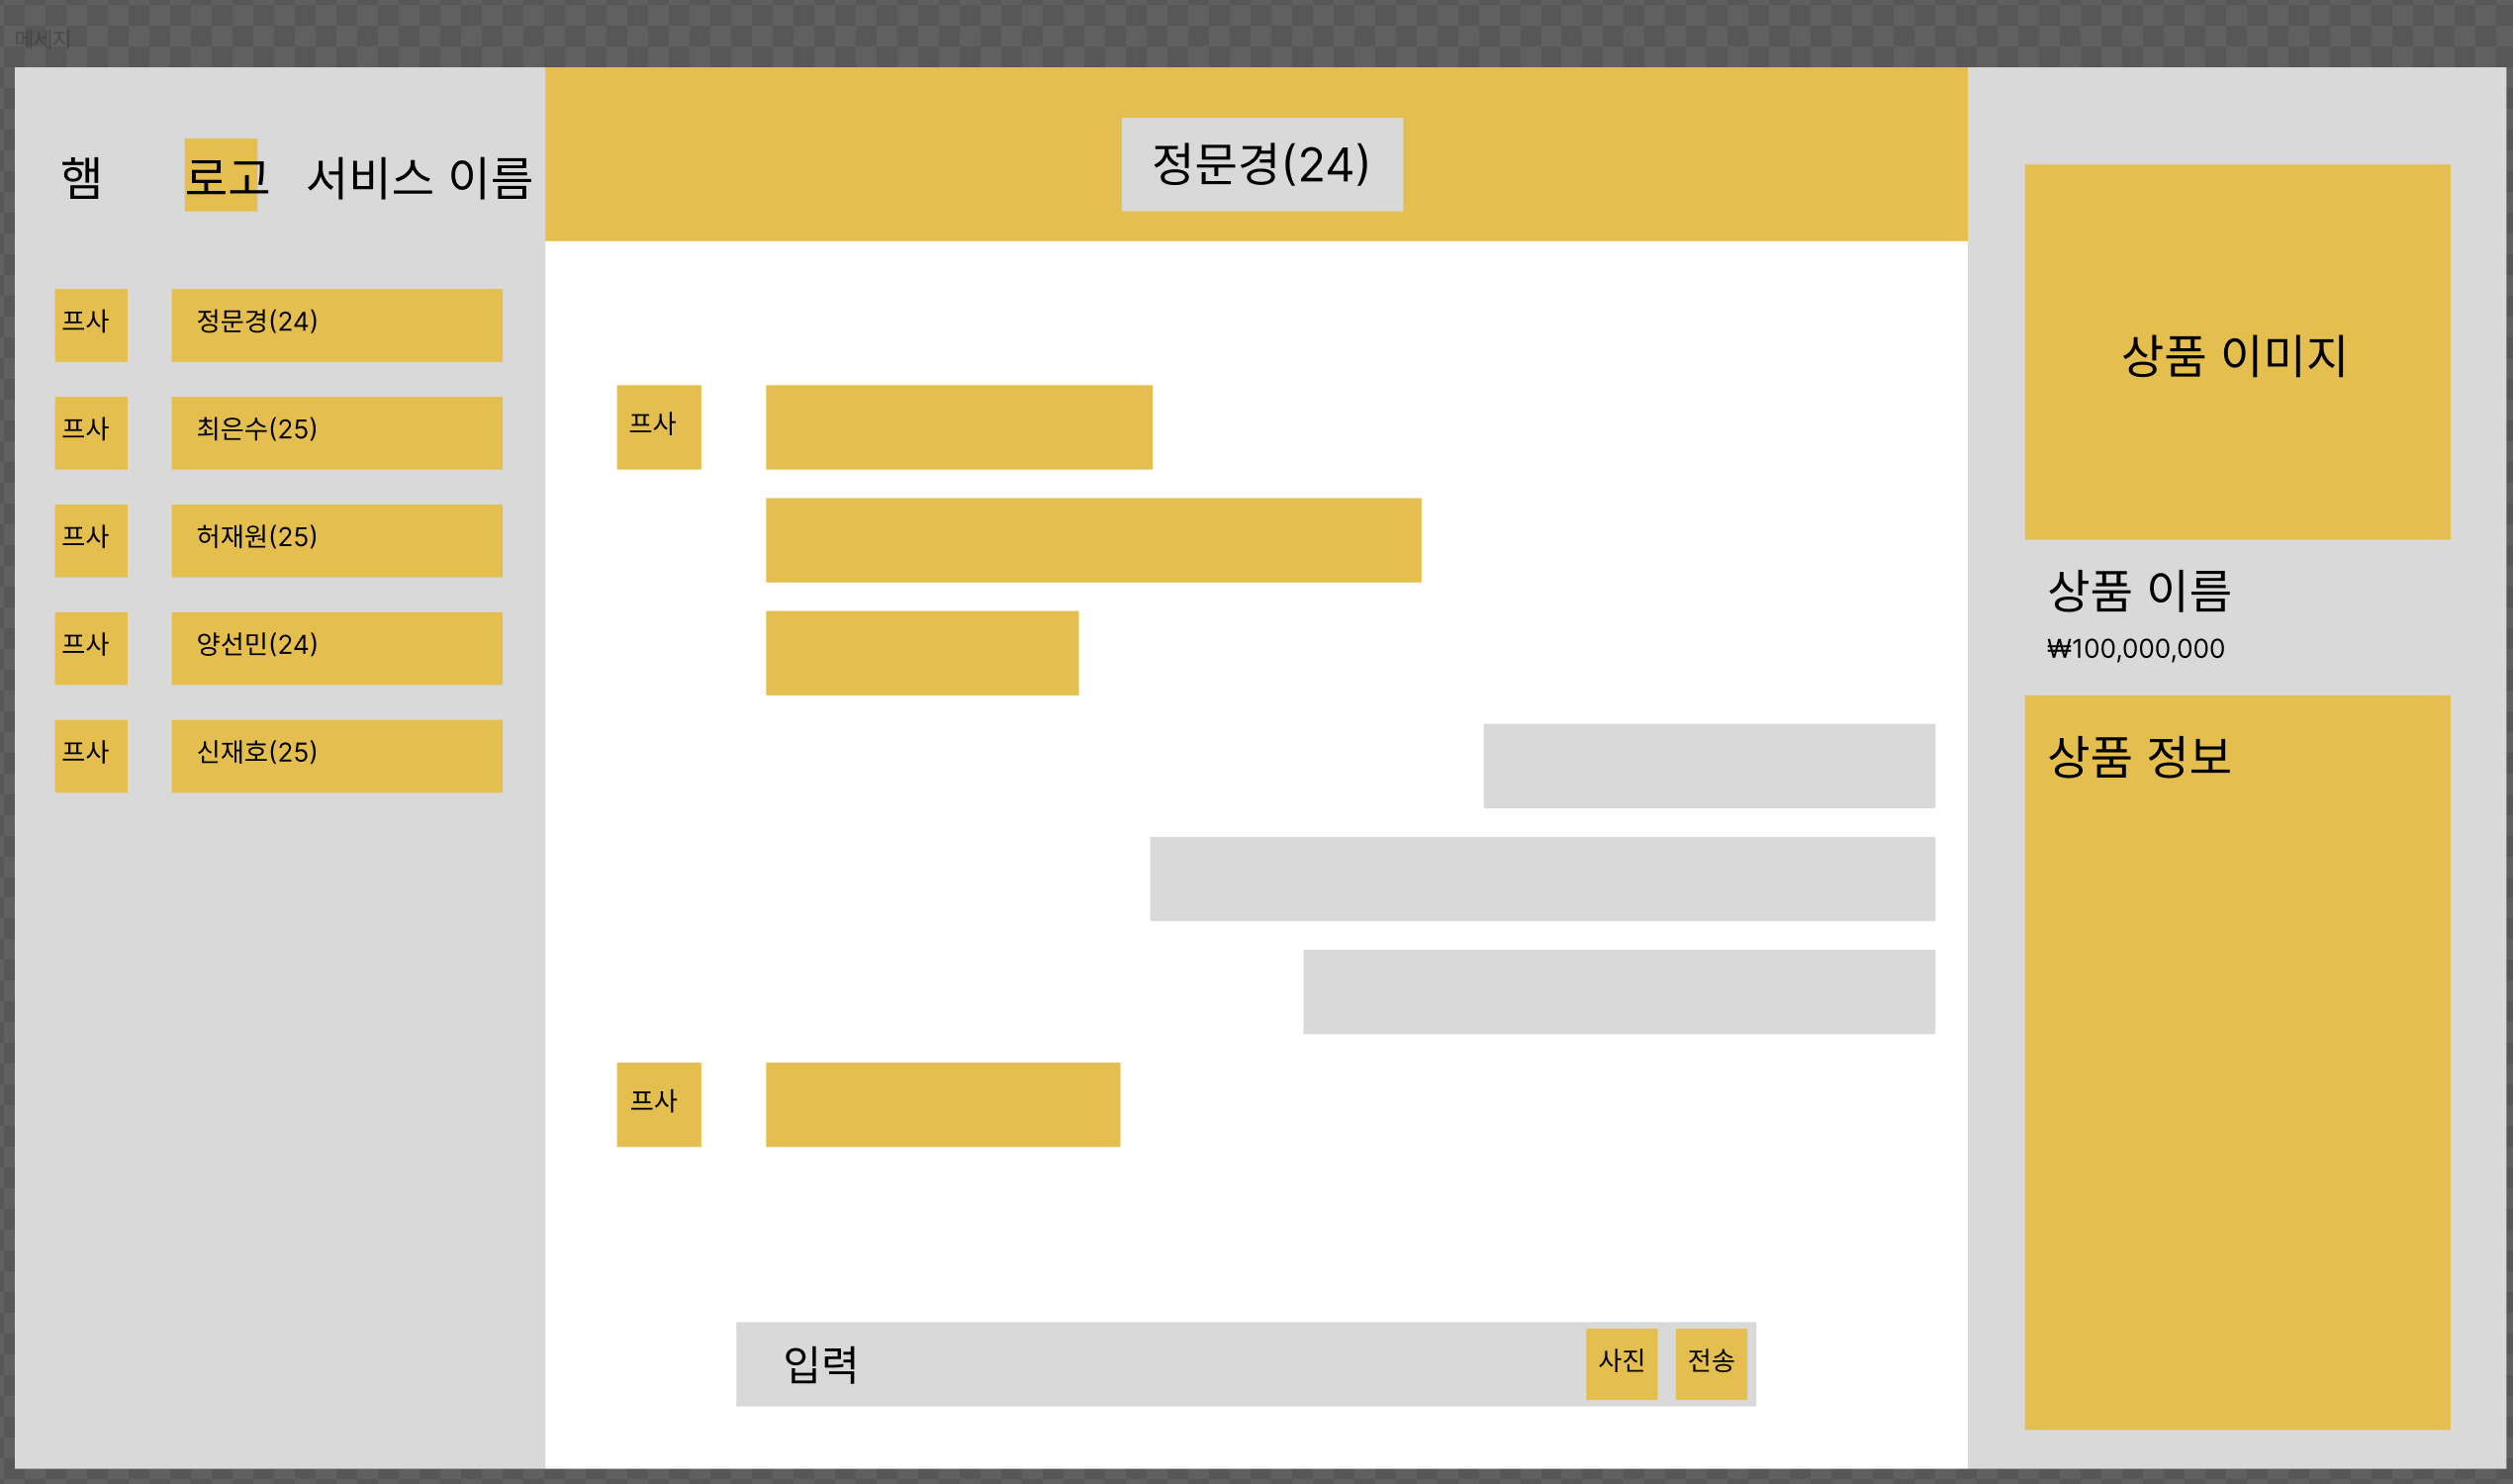 메세지
햄
로고
서비스 이름
정문경(24)
프사
정문경(24)
프사
최은수(25)
프사
허재원(25)
프사
양선민(24)
프사
신재호(25)
프사
프사
입력
사진
전송
상품 이미지
상품 이름
₩100,000,000
상품 정보